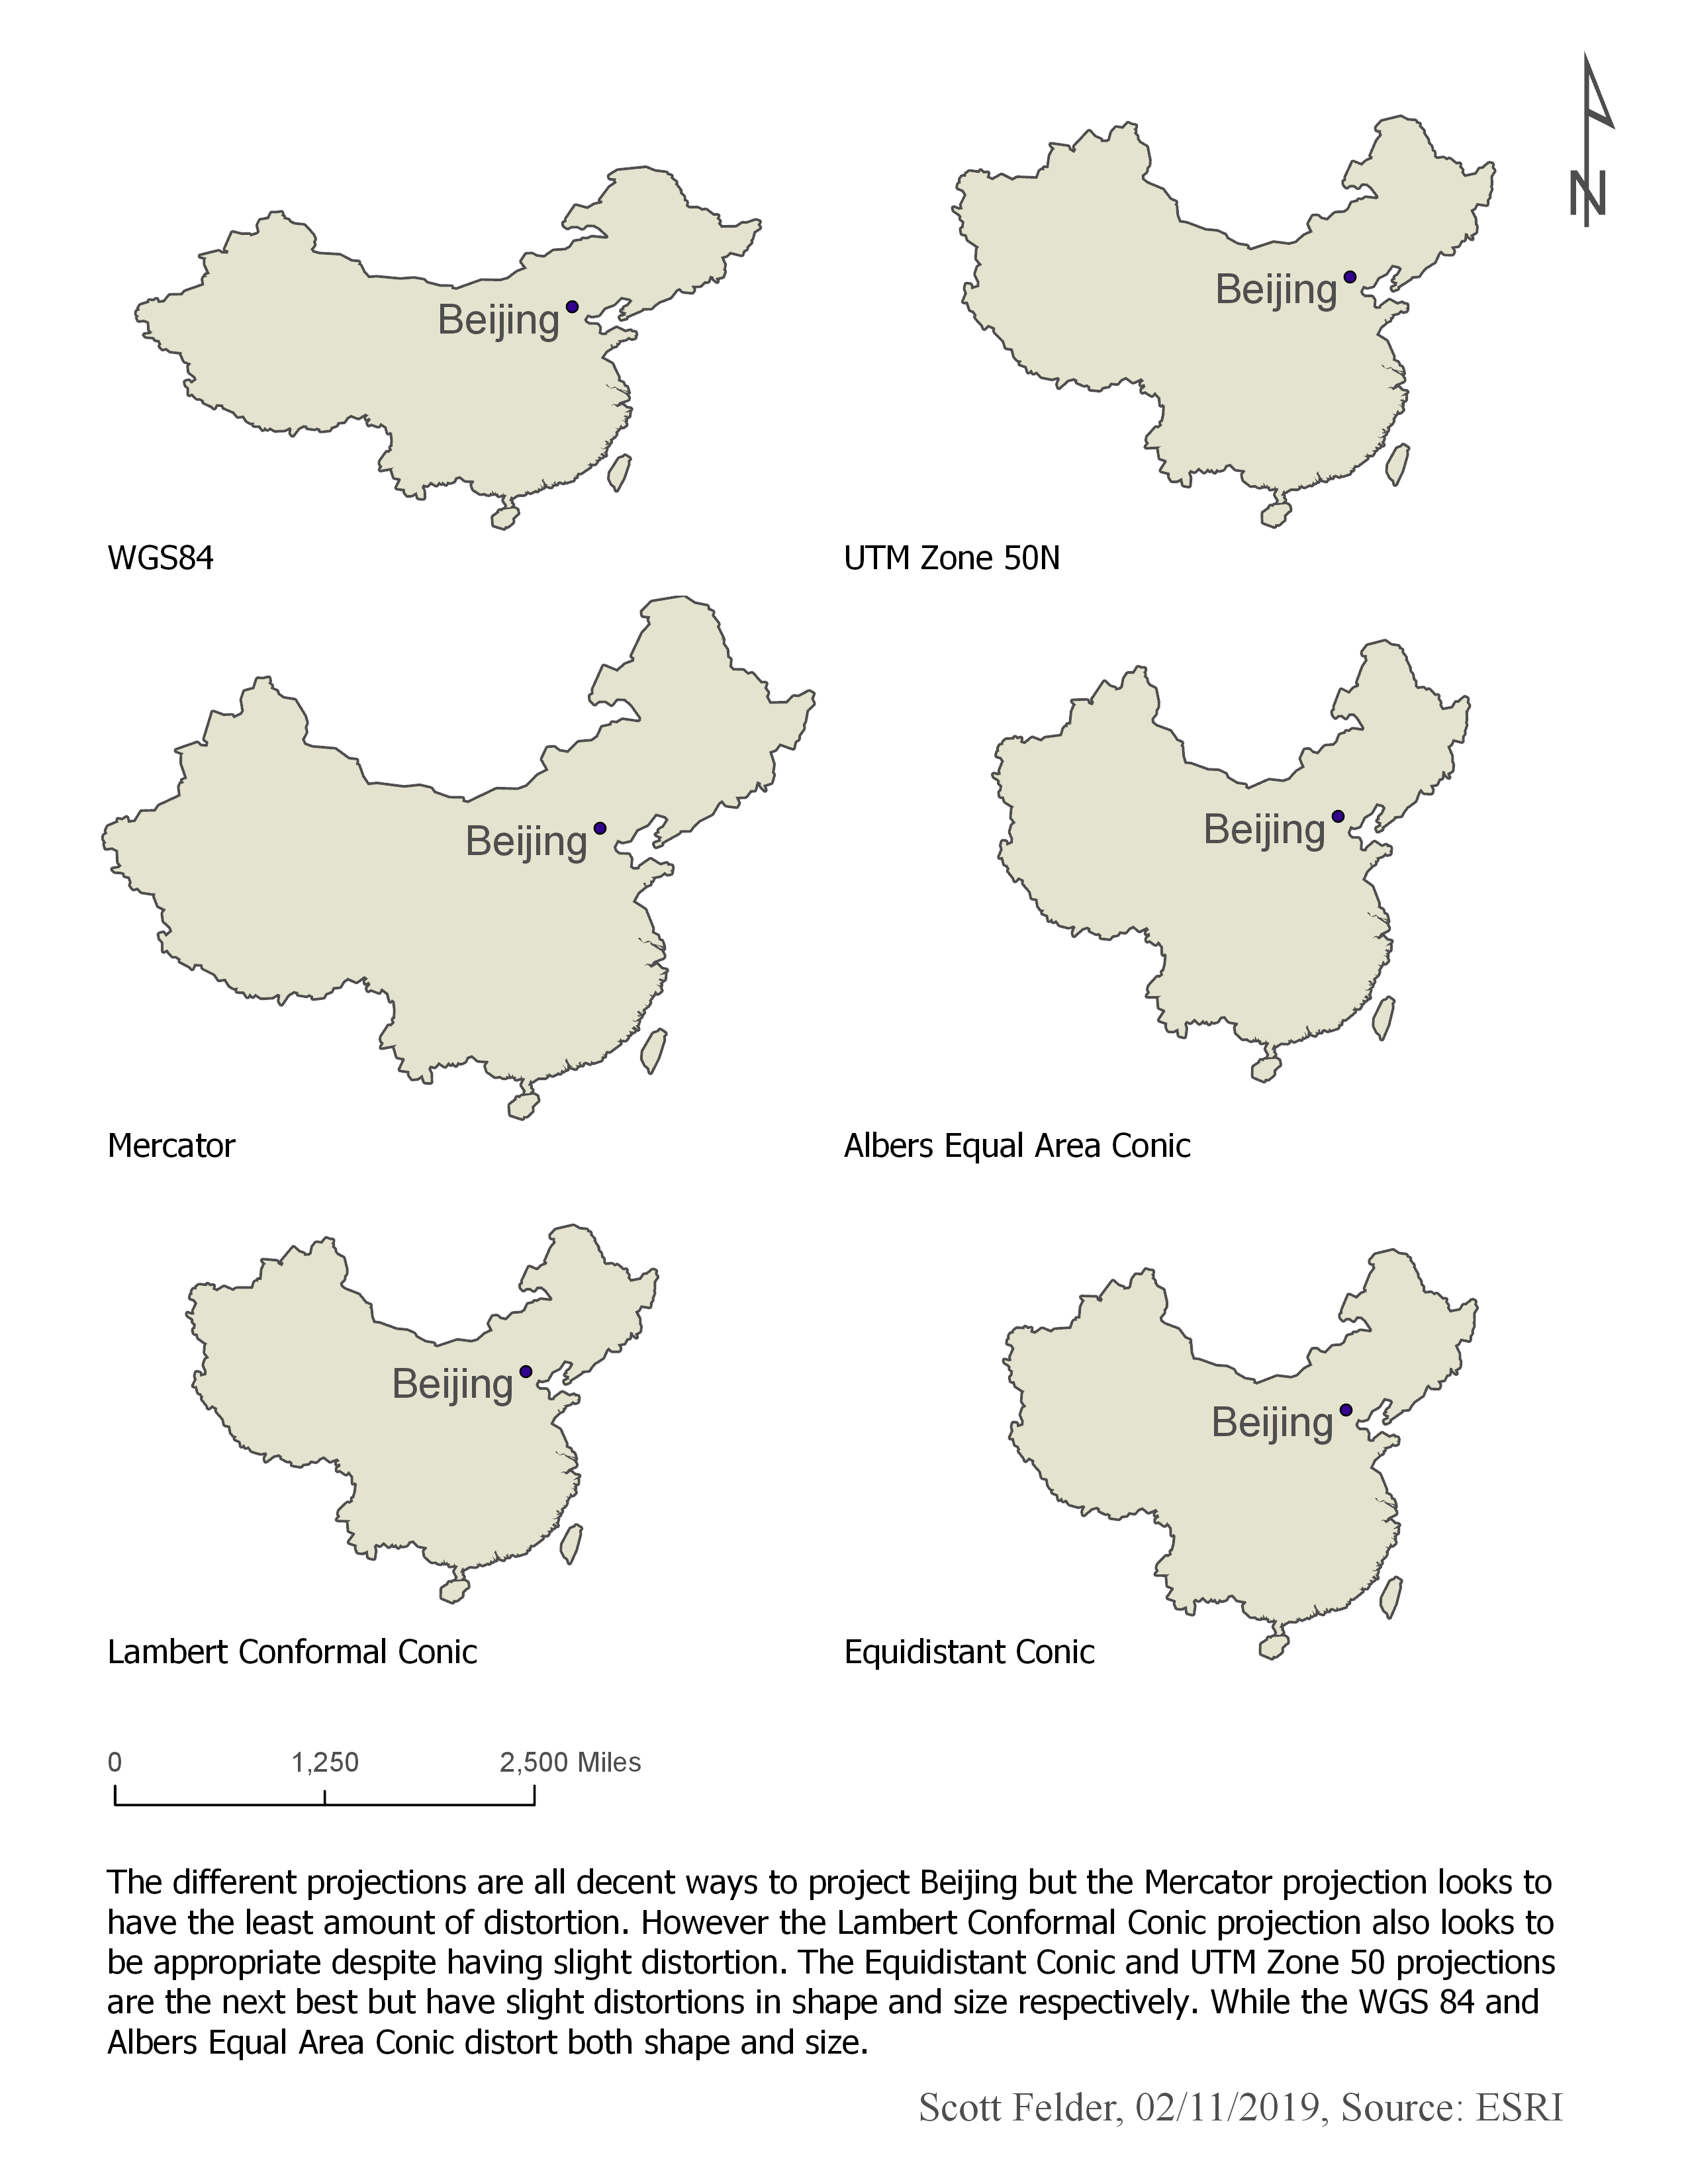 N
Beijing
Beijing
WGS84
UTM Zone 50N
Beijing
Beijing
Mercator
Albers Equal Area Conic
Beijing
Beijing
Lambert Conformal Conic
Equidistant Conic
0 1,250 2,500 Miles
The different projections are all decent ways to project Beijing but the Mercator projection looks to
have the least amount of distortion. However the Lambert Conformal Conic projection also looks to
be appropriate despite having slight distortion. The Equidistant Conic and UTM Zone 50 projections
are the next best but have slight distortions in shape and size respectively. While the WGS 84 and
Albers Equal Area Conic distort both shape and size.
Scott Felder, 02/11/2019, Source: ESRI